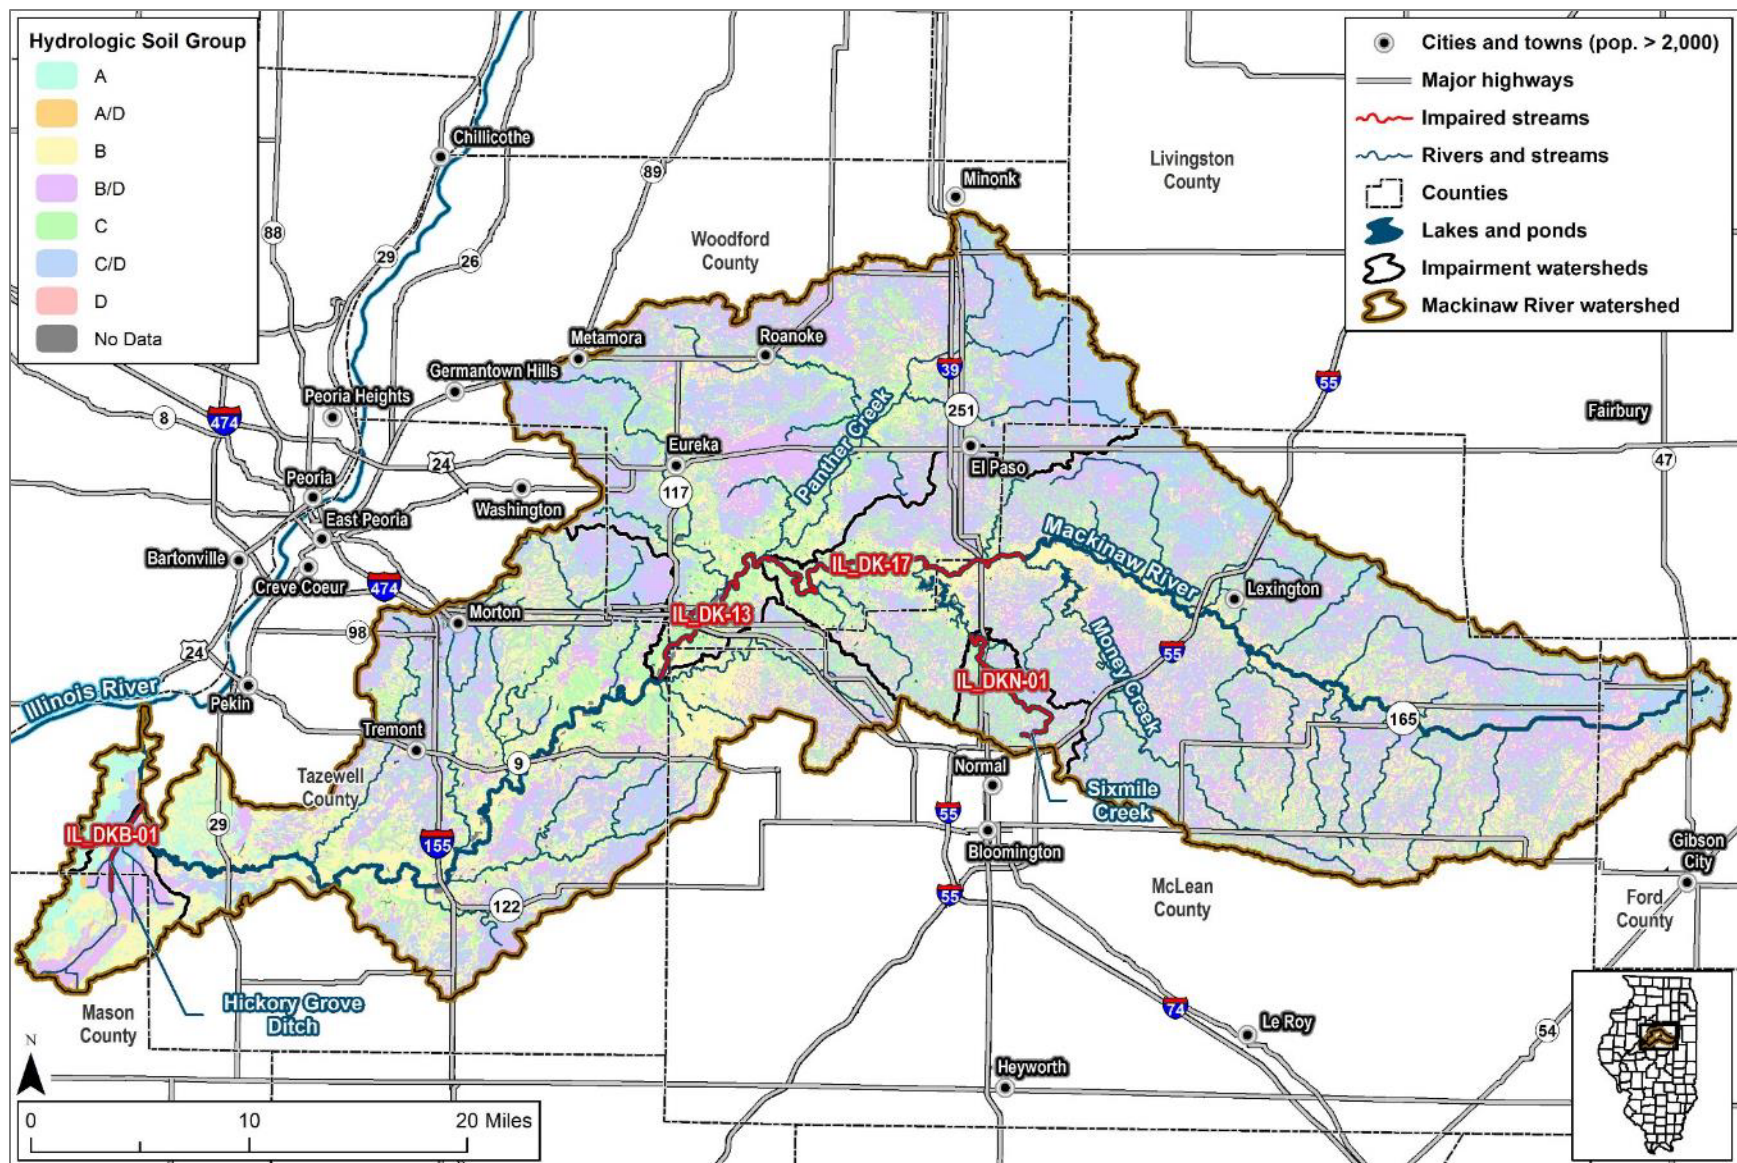 Hydrologic Soil Group
A
A/D
B
B/D
C
C/D
D
No Data
Cities and towns (pop. > 2,000)
Major highways
Impaired streams
Rivers and streams
Counties
Lakes and ponds
Impairment watersheds
Mackinaw River watershed
Chillicothe
89
Livingston
County
Minonk
88
29
26
Woodford
County
Metamora
Roanoke
Germantown Hills
39
55
Peoria Heights
8
474
251
Fairbury
Panther Creek
Eureka
El Paso
24
47
Peoria
117
Washington
East Peoria
Mackinaw River
Bartonville
IL_DK-17
Creve Coeur
474
Lexington
Morton
IL_DK-13
98
Money Creek
24
55
IL_DKN-01
Illinois River
Pekin
165
Tremont
9
Normal
Tazewell
County
Sixmile
Creek
29
55
IL_DKB-01
155
Bloomington
Gibson
City
McLean
County
55
122
Ford
County
Hickory Grove
Ditch
Mason
County
74
Le Roy
54
N
Heyworth
0
10
20 Miles